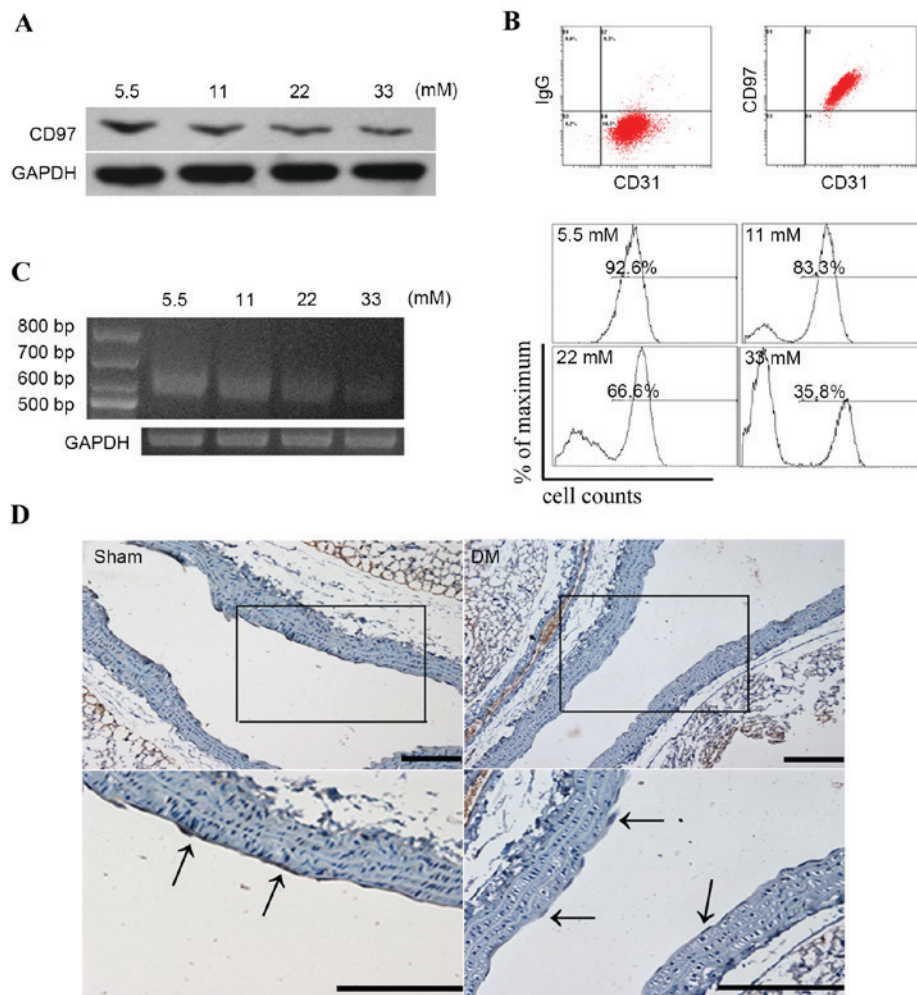 A
5.5 11 22 33 (mM)
CD97
GAPDH
B
IgG
CD31
CD97
CD31
5.5 mM
92.6%
11 mM
83.3%
22 mM
66.6%
33 mM
35.8%
% of maximum
cell counts
C
5.5 11 22 33 (mM)
800 bp
700 bp
600 bp
500 bp
GAPDH
D
Sham
DM